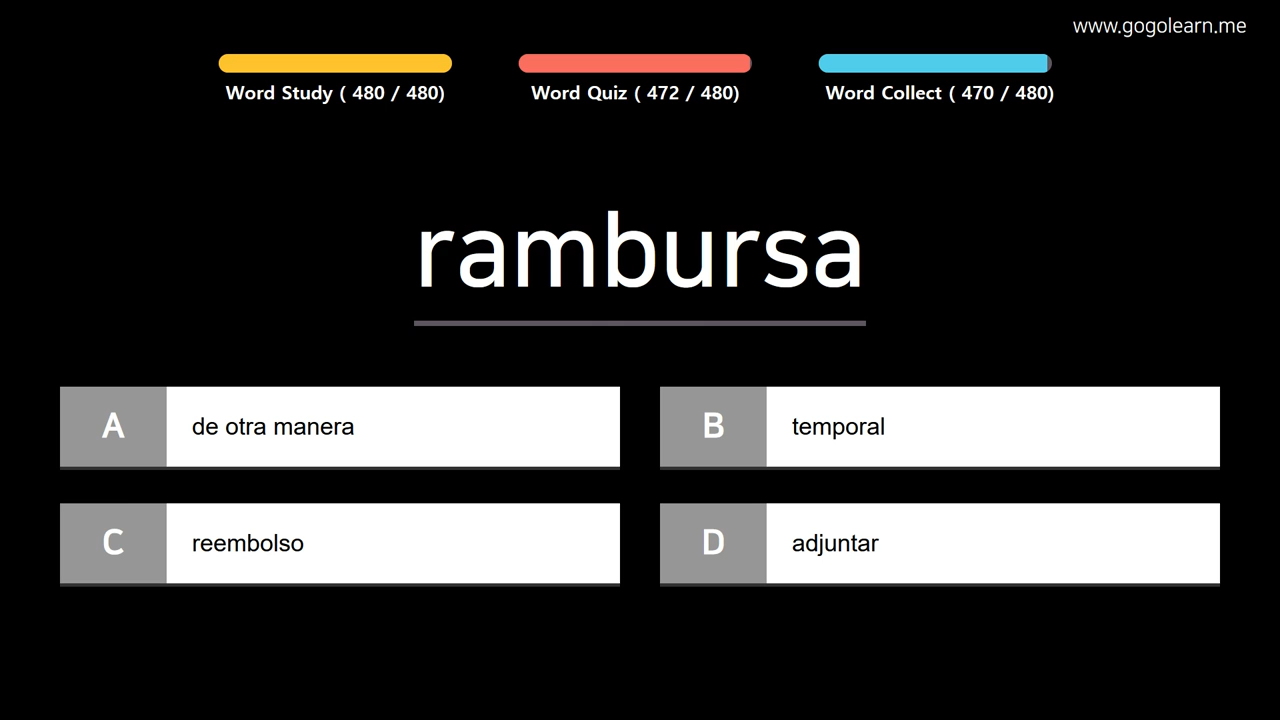 www.gogolearn.me
Word Study ( 480 / 480)
Word Quiz ( 472 / 480)
Word Collect ( 470 / 480)
rambursa
A
de otra manera
B
temporal
C
reembolso
D
adjuntar